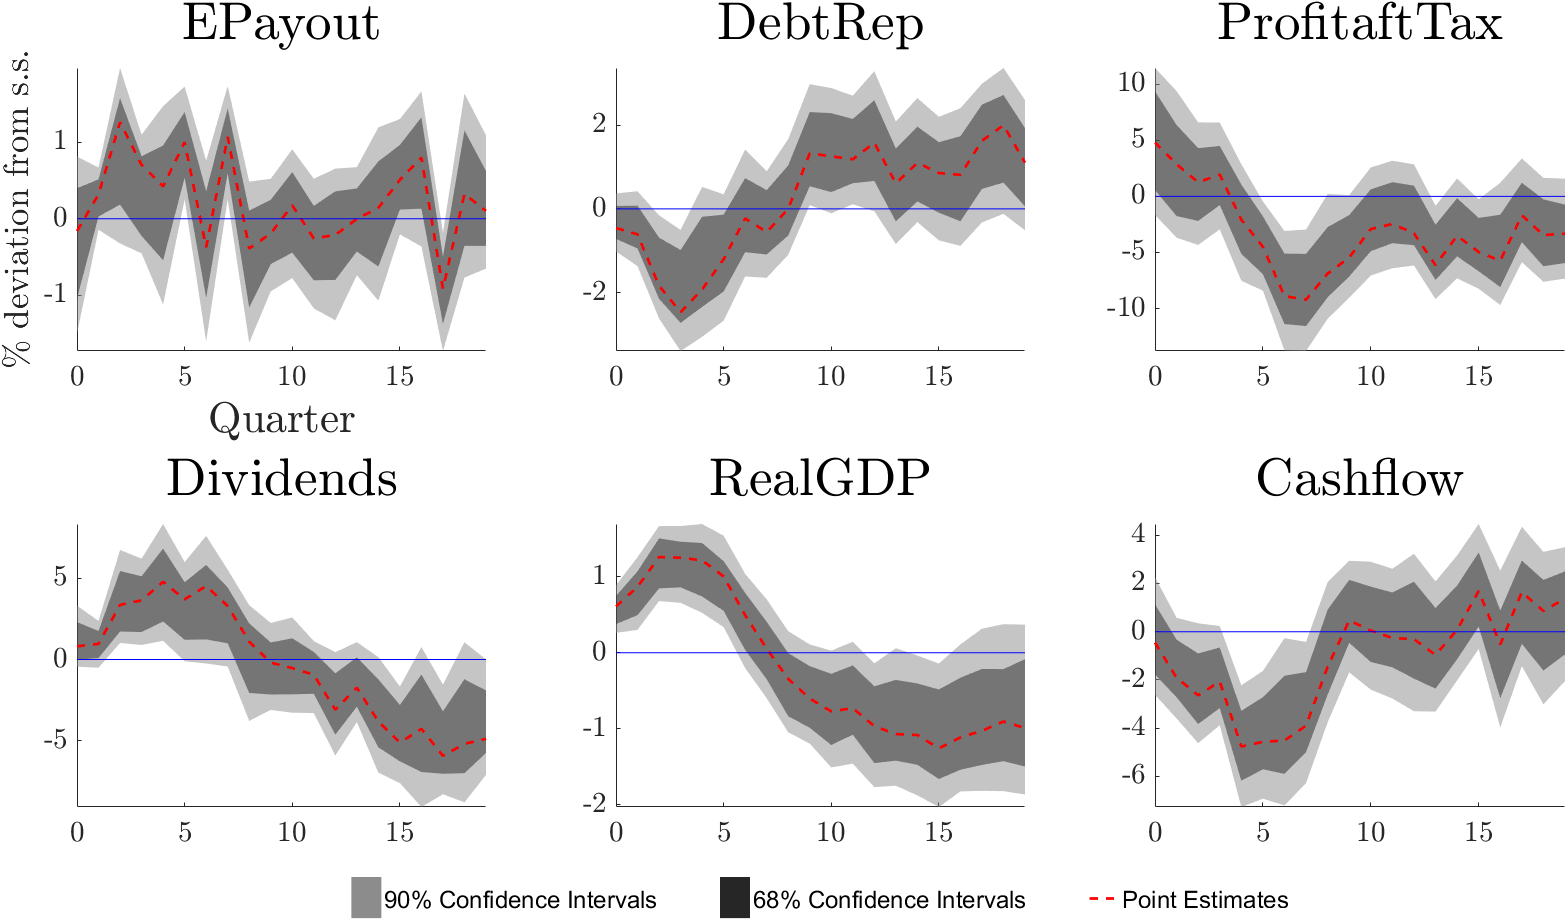 EPayout
DebtRep
ProfitaftTax
% deviation from s.s.
1
0
-1
0 5 10 15
Quarter
2
0
-2
0 5 10 15
10
5
0
-5
-10
0 5 10 15
Dividends
RealGDP
Cashflow
5
0
-5
0 5 10 15
1
0
-1
-2
0 5 10 15
4
2
0
-2
-4
-6
0 5 10 15
90% Confidence Intervals
68% Confidence Intervals
Point Estimates